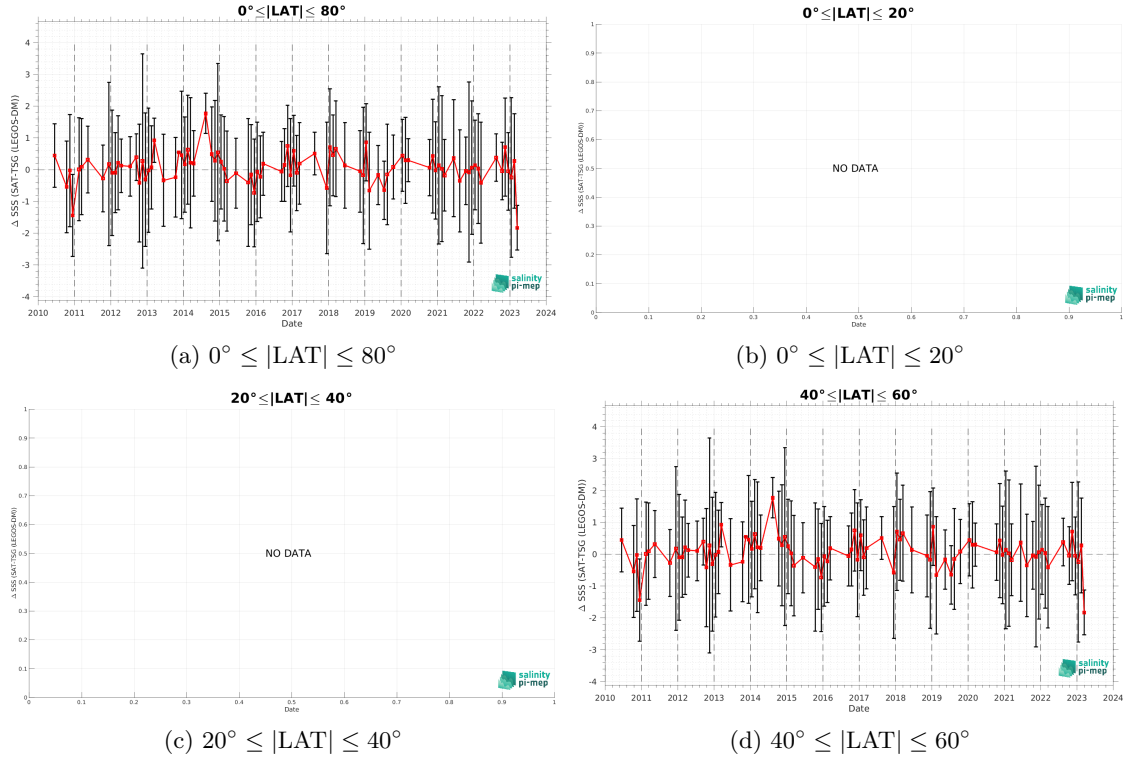 0°≤|LAT|≤ 80°
Δ SSS (SAT-TSG (LEGOS-DM))
4
3
2
1
0
-1
-2
-3
-4
2010 2011 2012 2013 2014 2015 2016 2017 2018 2019 2020 2021 2022 2023 2024
Date
salinity
pi-mep
(a) 0° ≤ |LAT| ≤ 80°
0°≤|LAT|≤ 20°
Δ SSS (SAT-TSG (LEGOS-DM))
1
0.9
0.8
0.7
0.6
0.5
0.4
0.3
0.2
0.1
0
NO DATA
0 0.1 0.2 0.3 0.4 0.5 0.6 0.7 0.8 0.9 1
Date
salinity
pi-mep
(b) 0° ≤ |LAT| ≤ 20°
20°≤|LAT|≤ 40°
Δ SSS (SAT-TSG (LEGOS-DM))
1
0.9
0.8
0.7
0.6
0.5
0.4
0.3
0.2
0.1
0
NO DATA
0 0.1 0.2 0.3 0.4 0.5 0.6 0.7 0.8 0.9 1
Date
salinity
pi-mep
(c) 20° ≤ |LAT| ≤ 40°
40°≤|LAT|≤ 60°
Δ SSS (SAT-TSG (LEGOS-DM))
4
3
2
1
0
-1
-2
-3
-4
2010 2011 2012 2013 2014 2015 2016 2017 2018 2019 2020 2021 2022 2023 2024
Date
salinity
pi-mep
(d) 40° ≤ |LAT| ≤ 60°